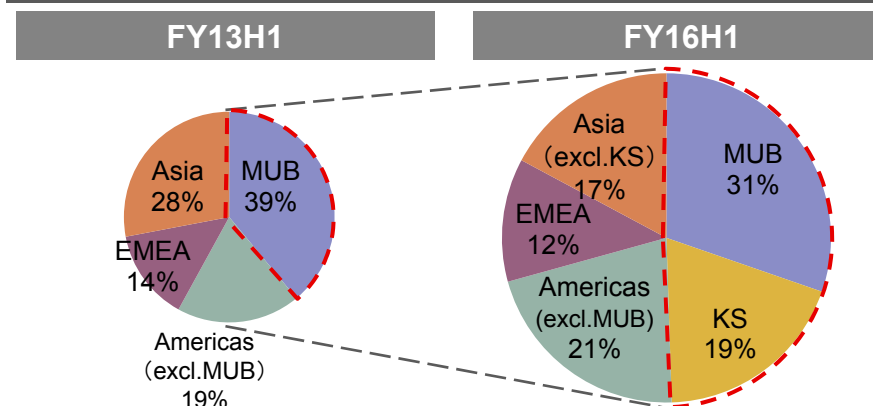 FY13H1
FY16H1
Asia
28%
MUB
39%
EMEA
14%
Americas
（excl.MUB）
19%
Asia
（excl.KS）
17%
MUB
31%
EMEA
12%
Americas
(excl.MUB)
21%
KS
19%